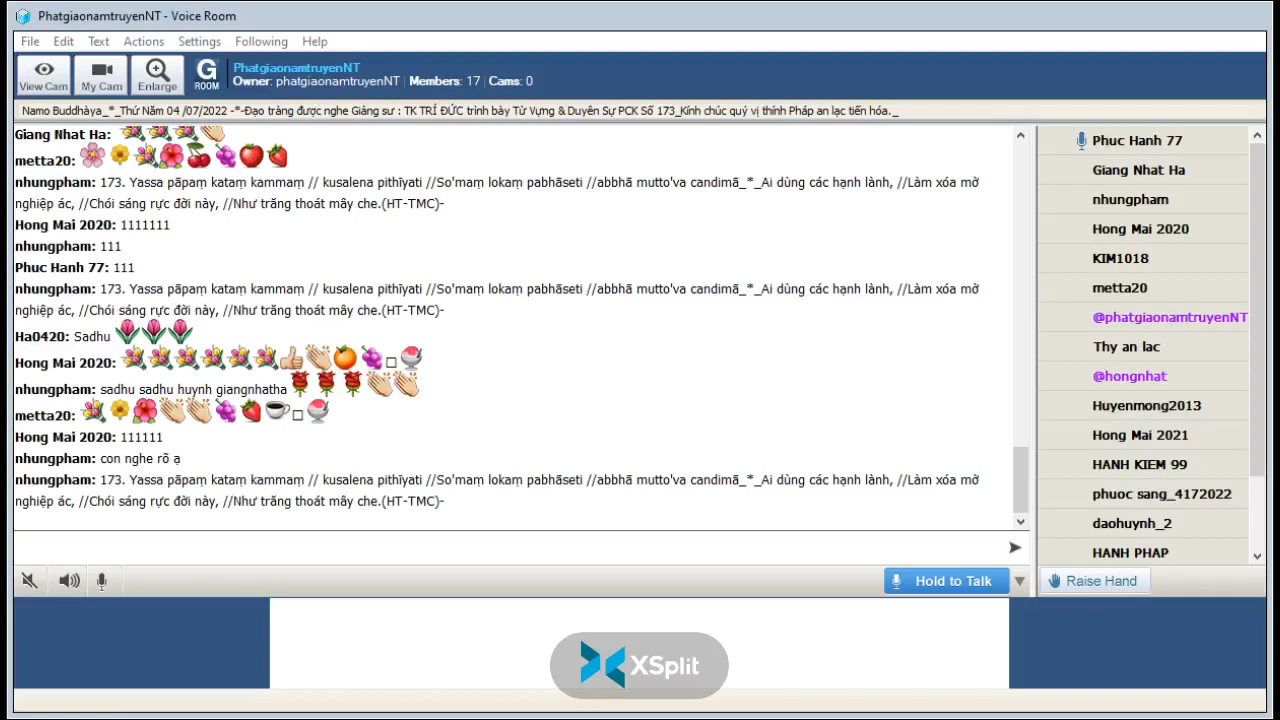 PhatgiaonamtruyenNT - Voice Room
File Edit Text Actions Settings Following Help
View Cam
My Cam
Enlarge
G ROOM
PhatgiaonamtruyenNT
Owner: phatgiaonamtruyenNT | Members: 17 | Cams: 0
Namo Buddhàya_*_Thứ Năm 04 /07/2022 -*-Đạo tràng được nghe Giảng sư : TK TRÍ ĐỨC trình bày Từ Vựng & Duyên Sự PCK Số 173_Kính chúc quý vị thính Pháp an lạc tiến hóa._
Giang Nhat Ha:
metta20:
nhungpham: 173. Yassa pāpaṃ kataṃ kammaṃ // kusalena pithīyati //So'maṃ lokaṃ pabhāseti //abbhā mutto'va candimā_*_Ai dùng các hạnh lành, //Làm xóa mờ
nghiệp ác, //Chói sáng rực đời này, //Như trăng thoát mây che.(HT-TMC)-
Hong Mai 2020: 1111111
nhungpham: 111
Phuc Hanh 77: 111
nhungpham: 173. Yassa pāpaṃ kataṃ kammaṃ // kusalena pithīyati //So'maṃ lokaṃ pabhāseti //abbhā mutto'va candimā_*_Ai dùng các hạnh lành, //Làm xóa mờ
nghiệp ác, //Chói sáng rực đời này, //Như trăng thoát mây che.(HT-TMC)-
Ha0420: Sadhu
Hong Mai 2020:
nhungpham: sadhu sadhu huynh giangnhatha
metta20:
Hong Mai 2020: 111111
nhungpham: con nghe rõ ạ
nhungpham: 173. Yassa pāpaṃ kataṃ kammaṃ // kusalena pithīyati //So'maṃ lokaṃ pabhāseti //abbhā mutto'va candimā_*_Ai dùng các hạnh lành, //Làm xóa mờ
nghiệp ác, //Chói sáng rực đời này, //Như trăng thoát mây che.(HT-TMC)-
Hold to Talk
Phuc Hanh 77
Giang Nhat Ha
nhungpham
Hong Mai 2020
KIM1018
metta20
@phatgiaonamtruyenNT
Thy an lac
@hongnhat
Huyenmong2013
Hong Mai 2021
HANH KIEM 99
phuoc sang_4172022
daohuynh_2
HANH PHAP
Raise Hand
XSplit